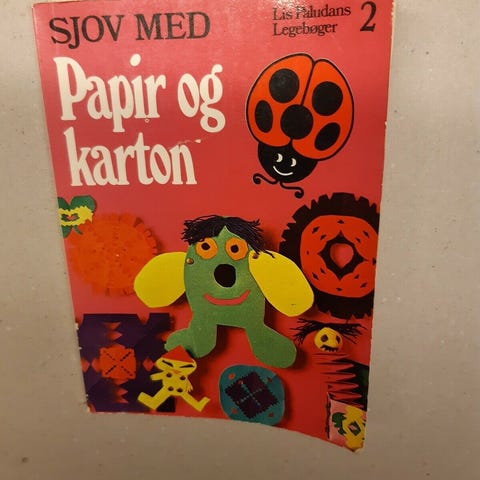 SJOV MED
Lis Paludans
Legebøger 2
Papir og
karton